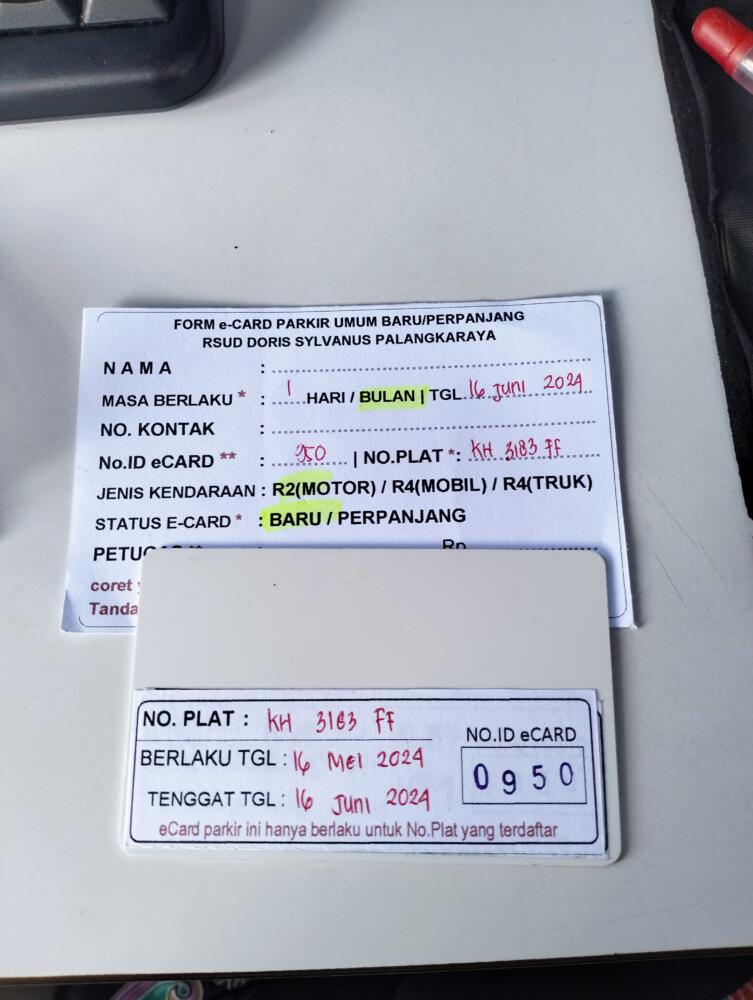 FORM e-CARD PARKIR UMUM BARU/PERPANJANG
RSUD DORIS SYLVANUS PALANGKARAYA
NAMA :
MASA BERLAKU * : 1 HARI / BULAN | TGL 16 Juni 2024
NO. KONTAK :
No.ID eCARD ** : 950 | NO.PLAT *: KH 3183 FF
JENIS KENDARAAN : R2(MOTOR) / R4(MOBIL) / R4(TRUK)
STATUS E-CARD * : BARU / PERPANJANG
Rp
coret
NO. PLAT : KH 3183 FF
BERLAKU TGL : 16 Mei 2024
TENGGAT TGL : 16 Juni 2024
NO.ID eCARD
0950
eCard parkir ini hanya berlaku untuk No.Plat yang terdaftar